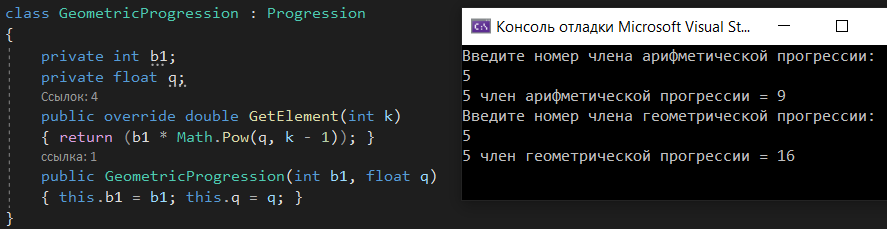 class GeometricProgression : Progression
{
private int b1;
private float q;
Ссылок: 4
public override double GetElement(int k)
{ return (b1 * Math.Pow(q, k - 1)); }
ссылка: 1
public GeometricProgression(int b1, float q)
{ this.b1 = b1; this.q = q; }
}
C:\ Консоль отладки Microsoft Visual St...
Введите номер члена арифметической прогрессии:
5
5 член арифметической прогрессии = 9
Введите номер члена геометрической прогрессии:
5
5 член геометрической прогрессии = 16